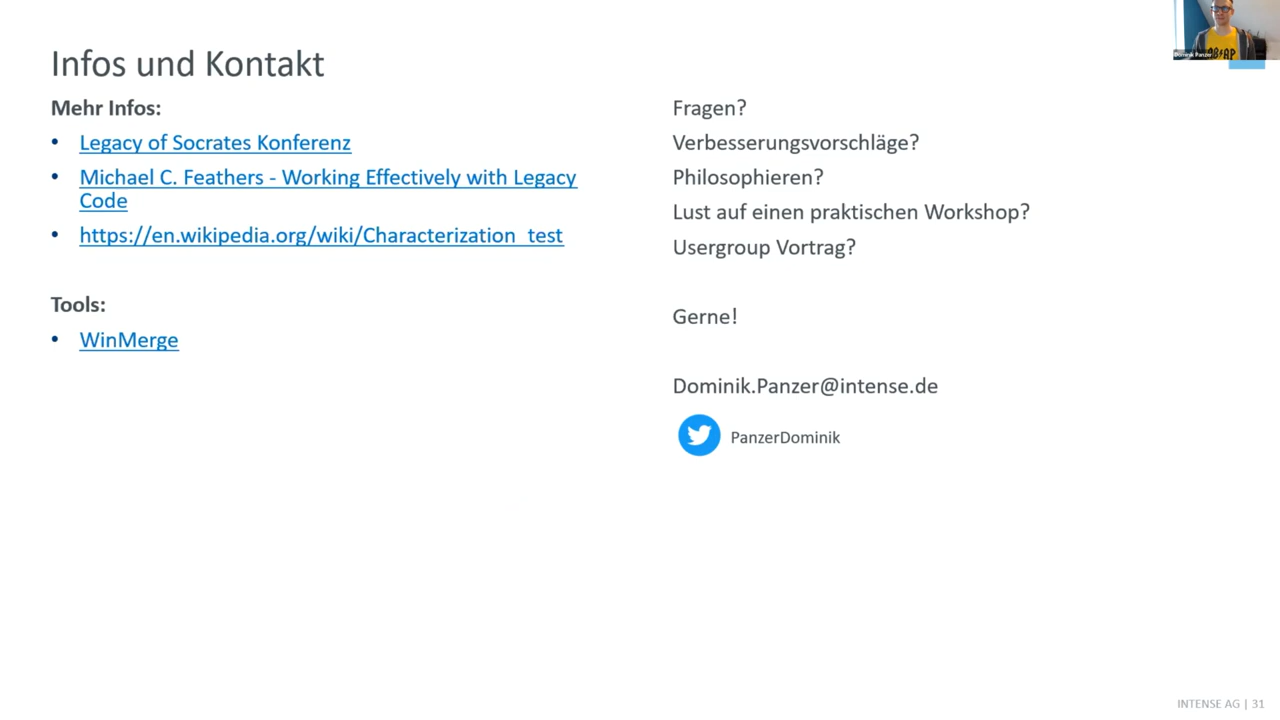 Infos und Kontakt
Mehr Infos:
• Legacy of Socrates Konferenz
• Michael C. Feathers - Working Effectively with Legacy
Code
• https://en.wikipedia.org/wiki/Characterization_test
Tools:
• WinMerge
Fragen?
Verbesserungsvorschläge?
Philosophieren?
Lust auf einen praktischen Workshop?
Usergroup Vortrag?
Gerne!
Dominik.Panzer@intense.de
PanzerDominik
Dominik Panzer
INTENSE AG | 31